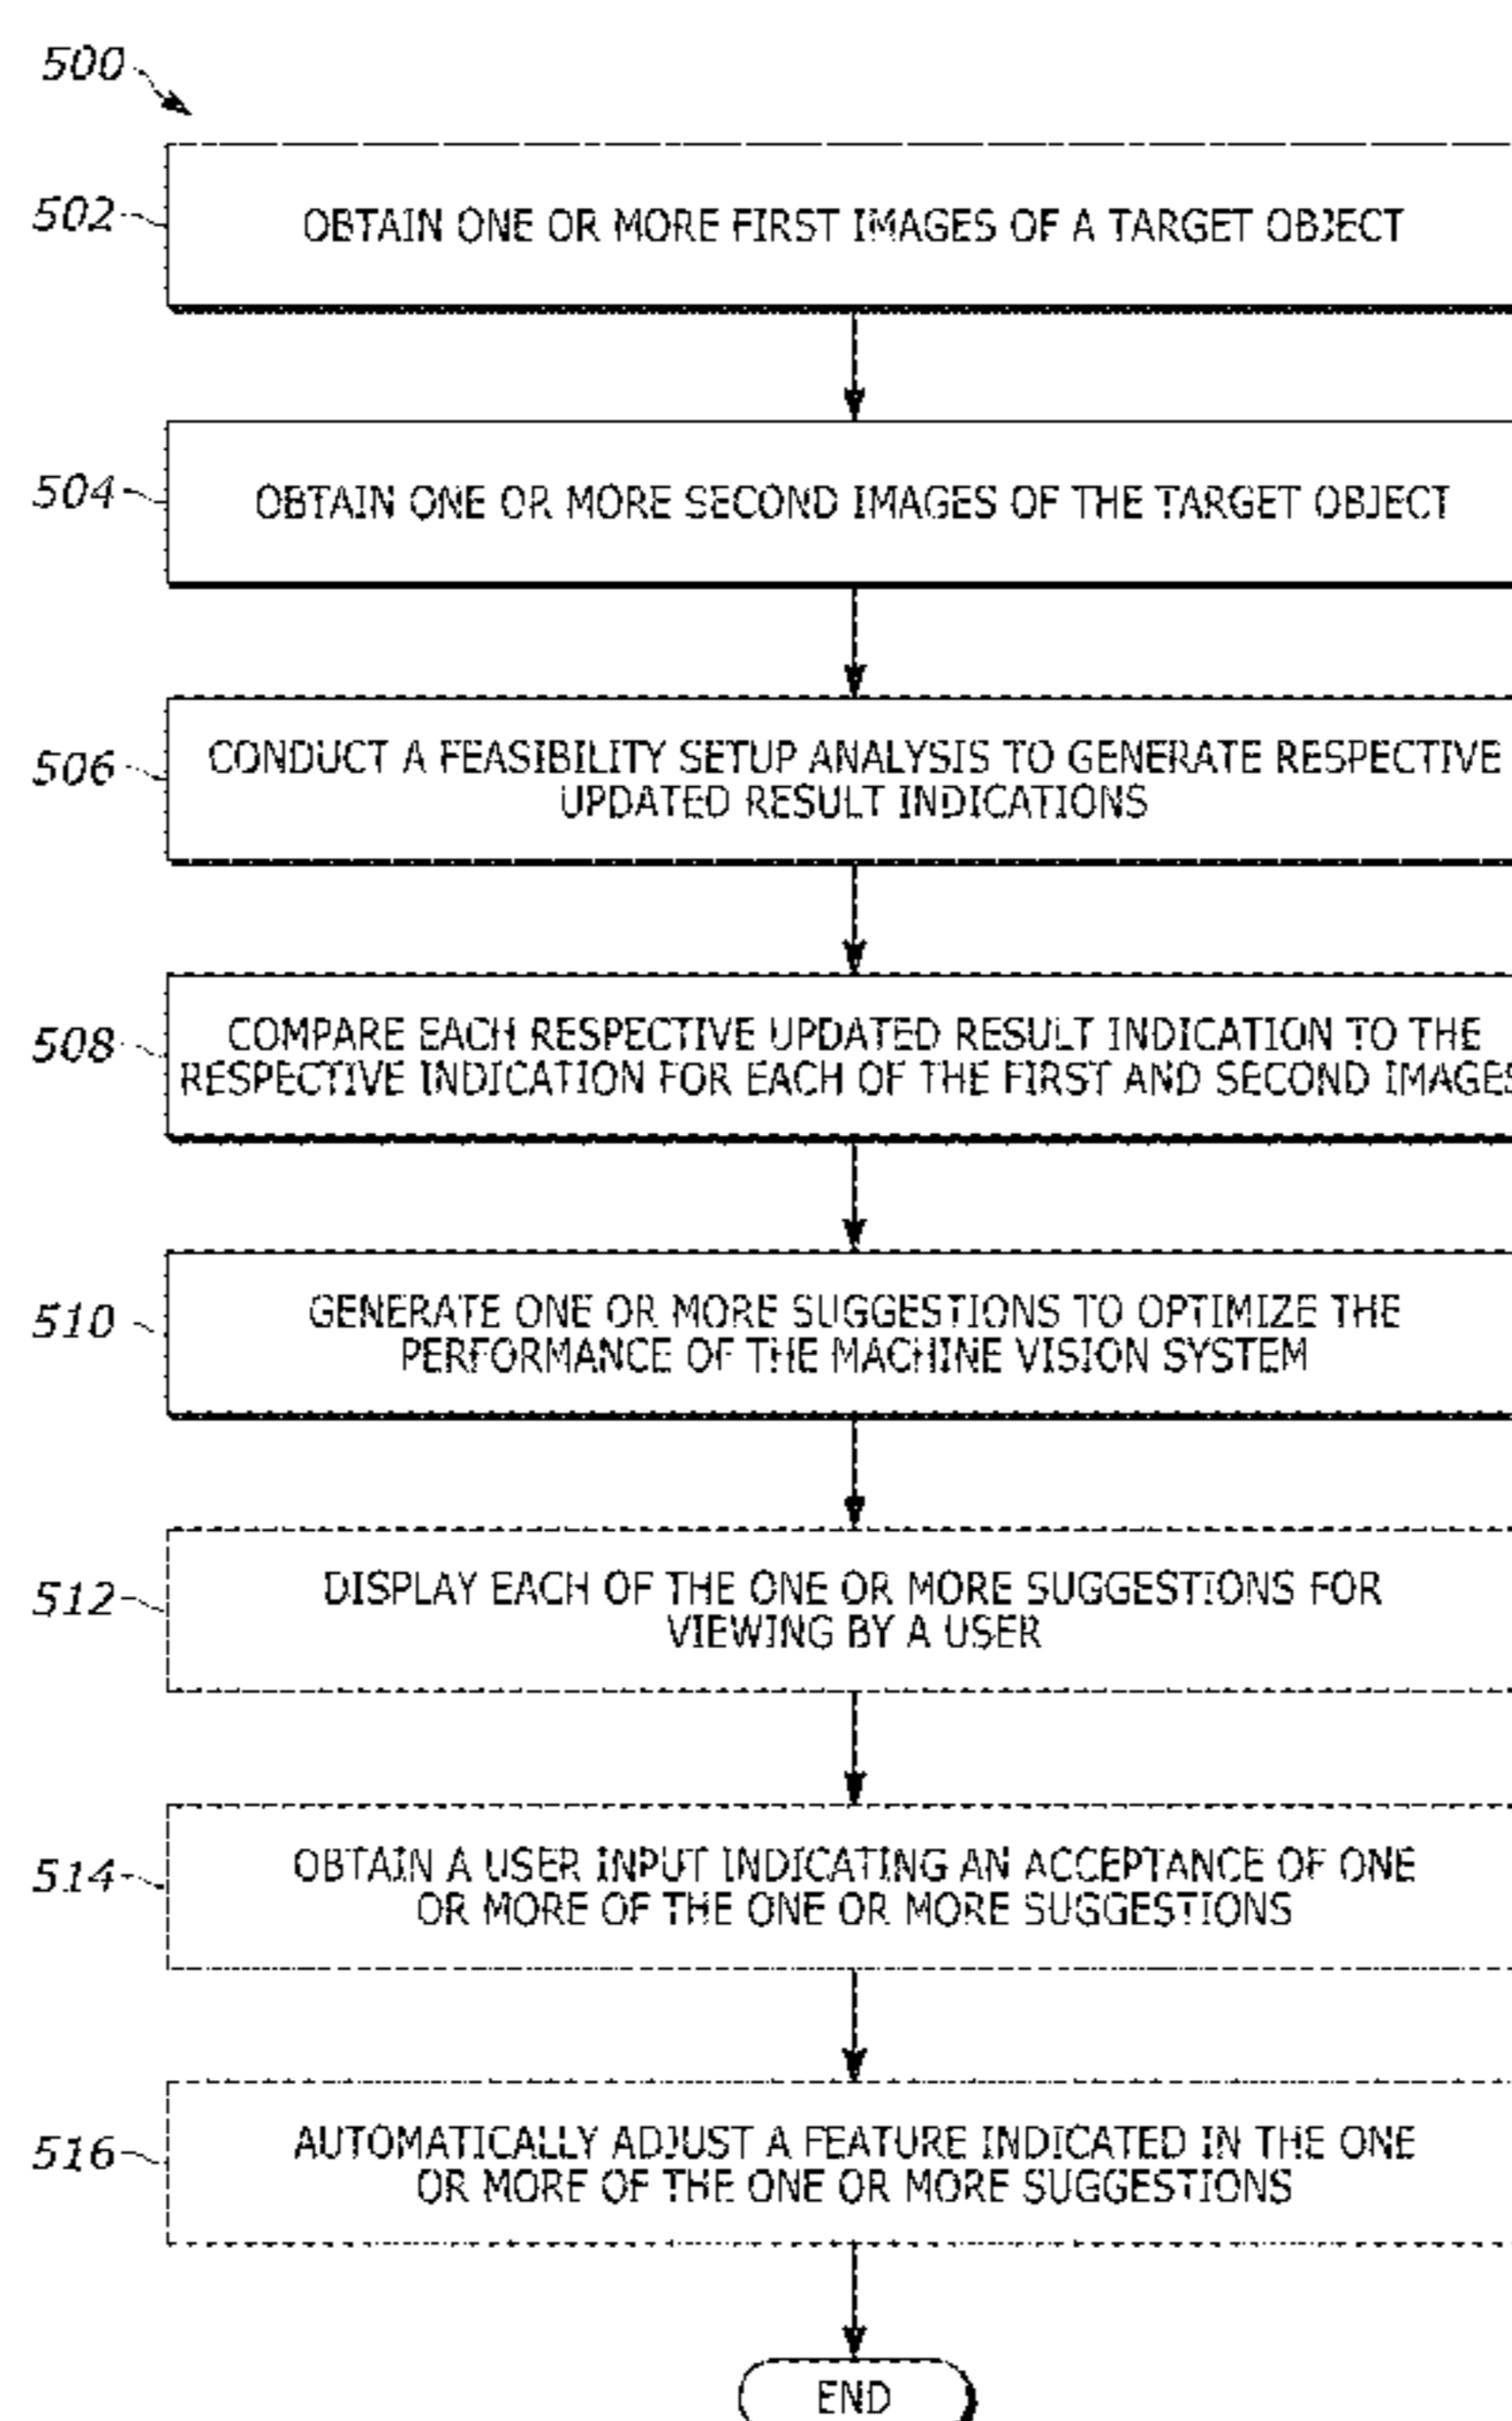 500
502
OBTAIN ONE OR MORE FIRST IMAGES OF A TARGET OBJECT
504
OBTAIN ONE OR MORE SECOND IMAGES OF THE TARGET OBJECT
506
CONDUCT A FEASIBILITY SETUP ANALYSIS TO GENERATE RESPECTIVE
UPDATED RESULT INDICATIONS
508
COMPARE EACH RESPECTIVE UPDATED RESULT INDICATION TO THE
RESPECTIVE INDICATION FOR EACH OF THE FIRST AND SECOND IMAGES
510
GENERATE ONE OR MORE SUGGESTIONS TO OPTIMIZE THE
PERFORMANCE OF THE MACHINE VISION SYSTEM
512
DISPLAY EACH OF THE ONE OR MORE SUGGESTIONS FOR
VIEWING BY A USER
514
OBTAIN A USER INPUT INDICATING AN ACCEPTANCE OF ONE
OR MORE OF THE ONE OR MORE SUGGESTIONS
516
AUTOMATICALLY ADJUST A FEATURE INDICATED IN THE ONE
OR MORE OF THE ONE OR MORE SUGGESTIONS
END